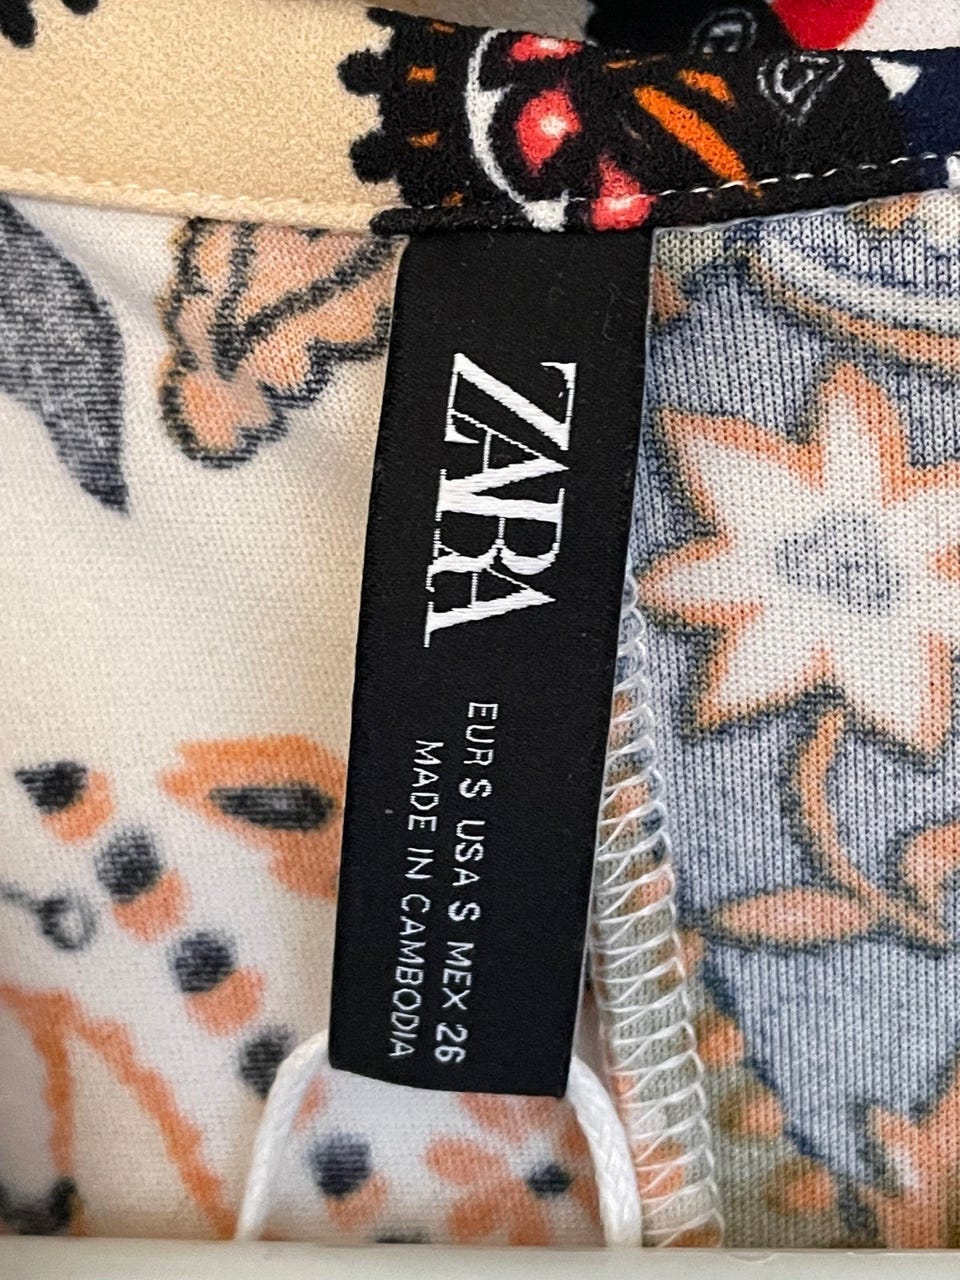 ZARA
EUR S USA S MEX 26
MADE IN CAMBODIA